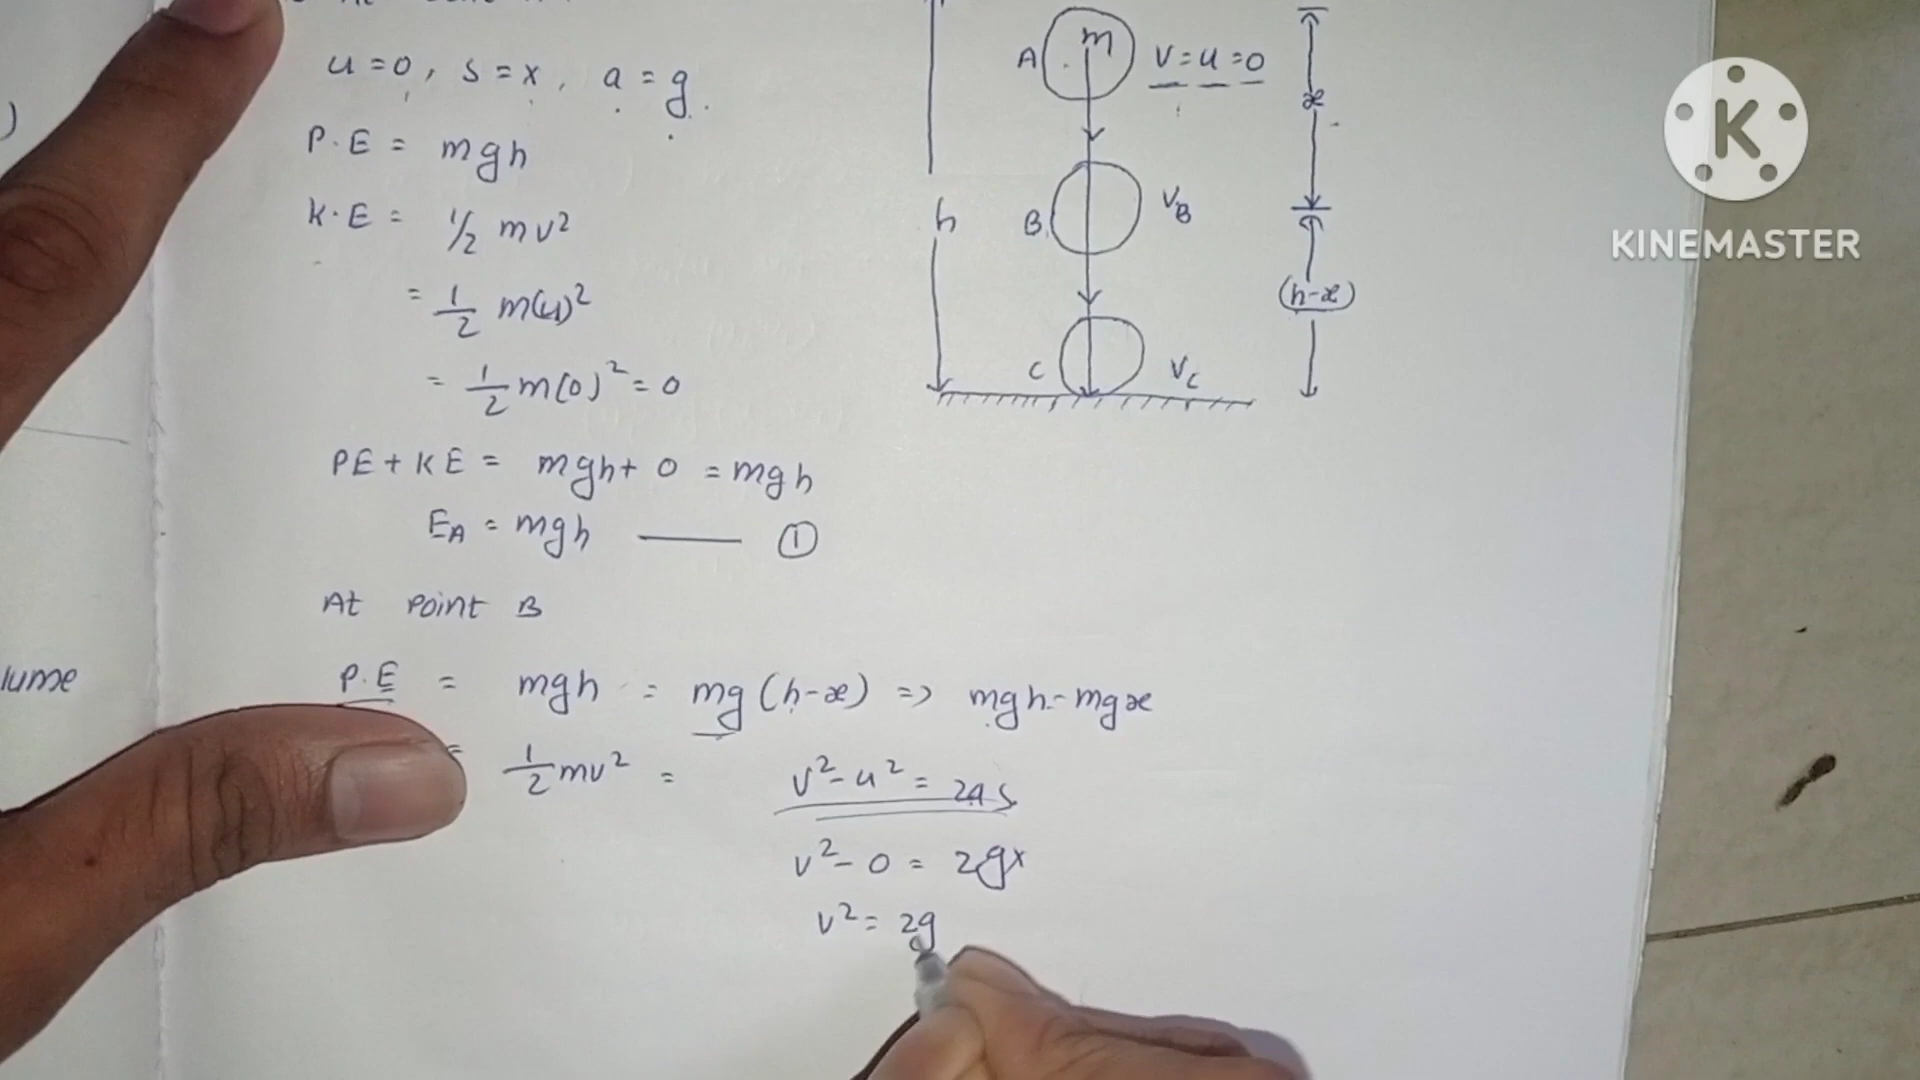 u = 0, s = x, a = g.
P.E = mgh
K.E = 1/2 mv²
= 1/2 m(u)²
= 1/2 m(0)² = 0
PE + KE = mgh + 0 = mgh
E_A = mgh —— ①
At point B
P.E = mgh = mg(h-x) => mgh - mgx
= 1/2 mv² =
v² - u² = 2as
v² - 0 = 2gx
v² = 2g
A m v = u = 0
x
h
B V_B
(h-x)
C V_C
)
lume
K
KINEMASTER